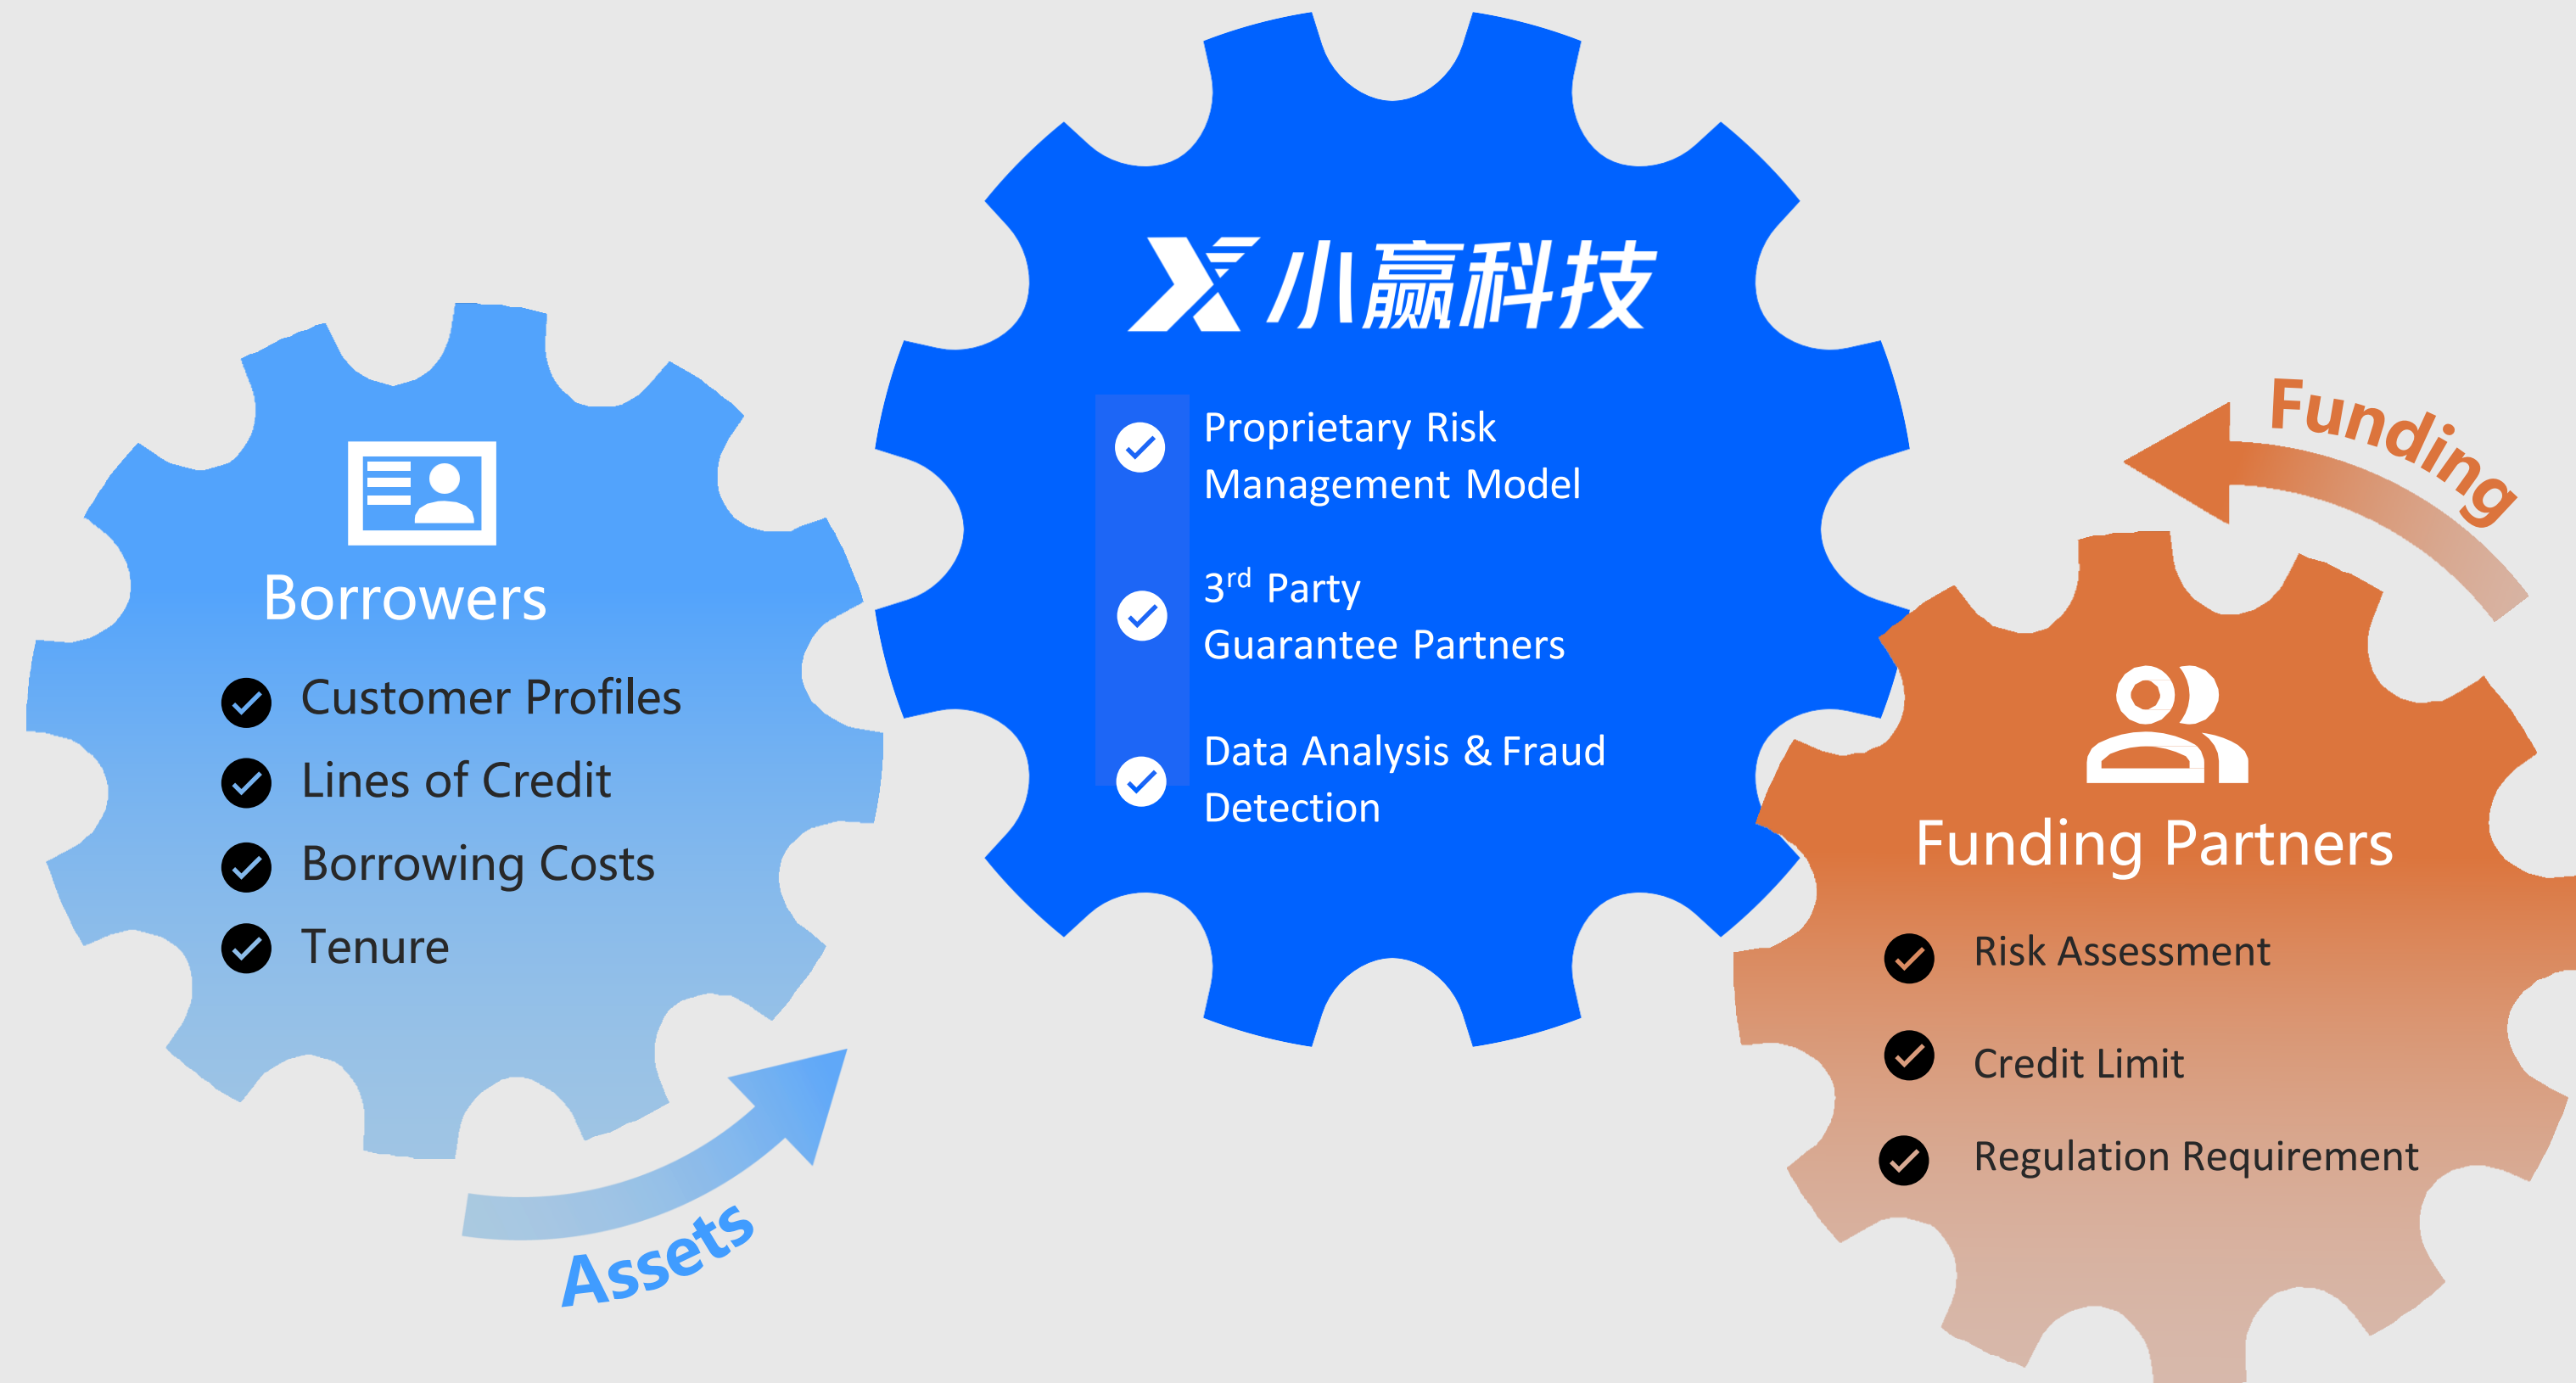 Borrowers
Customer Profiles
Lines of Credit
Borrowing Costs
Tenure
Assets
X小赢科技
Proprietary Risk
Management Model
3rd Party
Guarantee Partners
Data Analysis & Fraud
Detection
Funding
Funding Partners
Risk Assessment
Credit Limit
Regulation Requirement